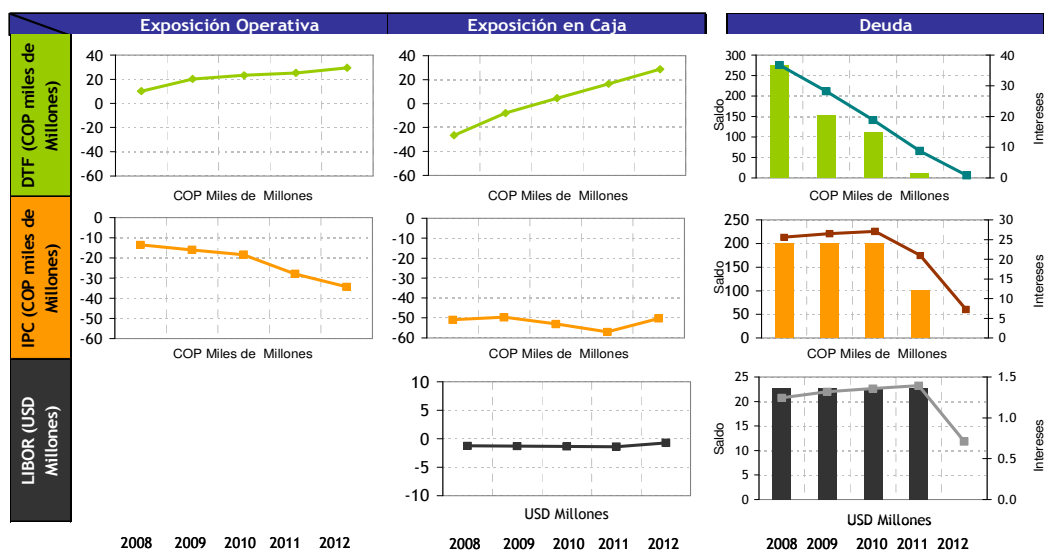 Exposición Operativa
Exposición en Caja
Deuda
DTF (COP miles de
Millones)
40
20
0
-20
-40
-60
COP Miles de Millones
40
20
0
-20
-40
-60
COP Miles de Millones
Saldo
300
250
200
150
100
50
0
40
30
20
10
0
Intereses
COP Miles de Millones
IPC (COP miles de
Millones)
0
-10
-20
-30
-40
-50
-60
COP Miles de Millones
0
-10
-20
-30
-40
-50
-60
COP Miles de Millones
Saldo
250
200
150
100
50
0
30
25
20
15
10
5
0
Intereses
COP Miles de Millones
LIBOR (USD
Millones)
10
5
0
-5
-10
USD Millones
Saldo
25
20
15
10
5
0
1.5
1.0
0.5
0.0
Intereses
USD Millones
2008 2009 2010 2011 2012
2008 2009 2010 2011 2012
2008 2009 2010 2011 2012